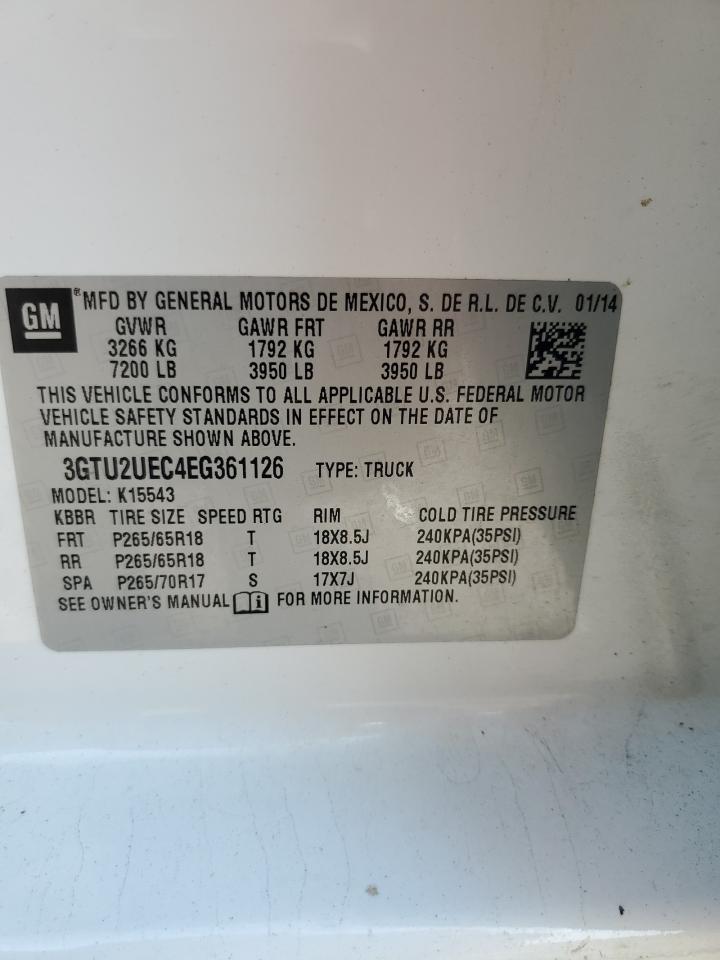 GM ® MFD BY GENERAL MOTORS DE MEXICO, S. DE R.L. DE C.V. 01/14
GVWR GAWR FRT GAWR RR
3266 KG 1792 KG 1792 KG
7200 LB 3950 LB 3950 LB
THIS VEHICLE CONFORMS TO ALL APPLICABLE U.S. FEDERAL MOTOR
VEHICLE SAFETY STANDARDS IN EFFECT ON THE DATE OF
MANUFACTURE SHOWN ABOVE.
3GTU2UEC4EG361126 TYPE: TRUCK
MODEL: K15543
KBBR TIRE SIZE SPEED RTG RIM COLD TIRE PRESSURE
FRT P265/65R18 T 18X8.5J 240KPA(35PSI)
RR P265/65R18 T 18X8.5J 240KPA(35PSI)
SPA P265/70R17 S 17X7J 240KPA(35PSI)
SEE OWNER'S MANUAL i FOR MORE INFORMATION.